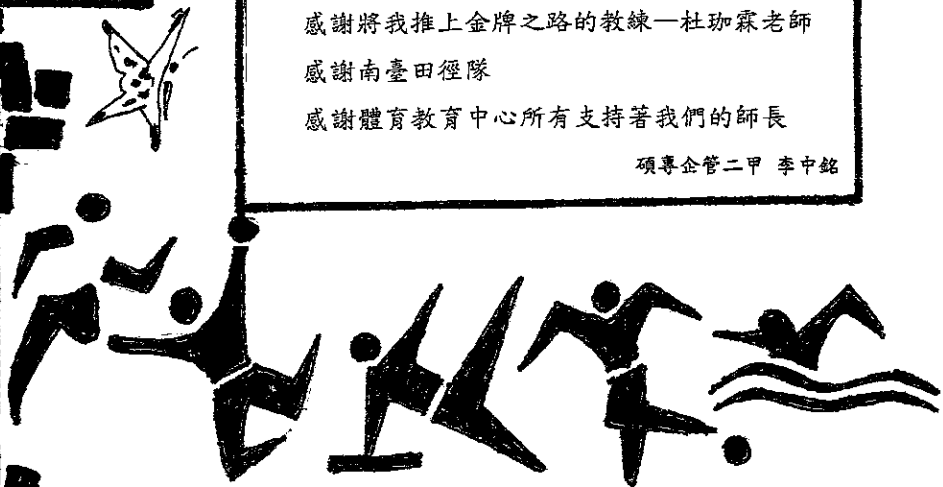 感謝將我推上金牌之路的教練—杜珈霖老師
感謝南臺田徑隊
感謝體育教育中心所有支持著我們的師長
碩專企管二甲 李中銘